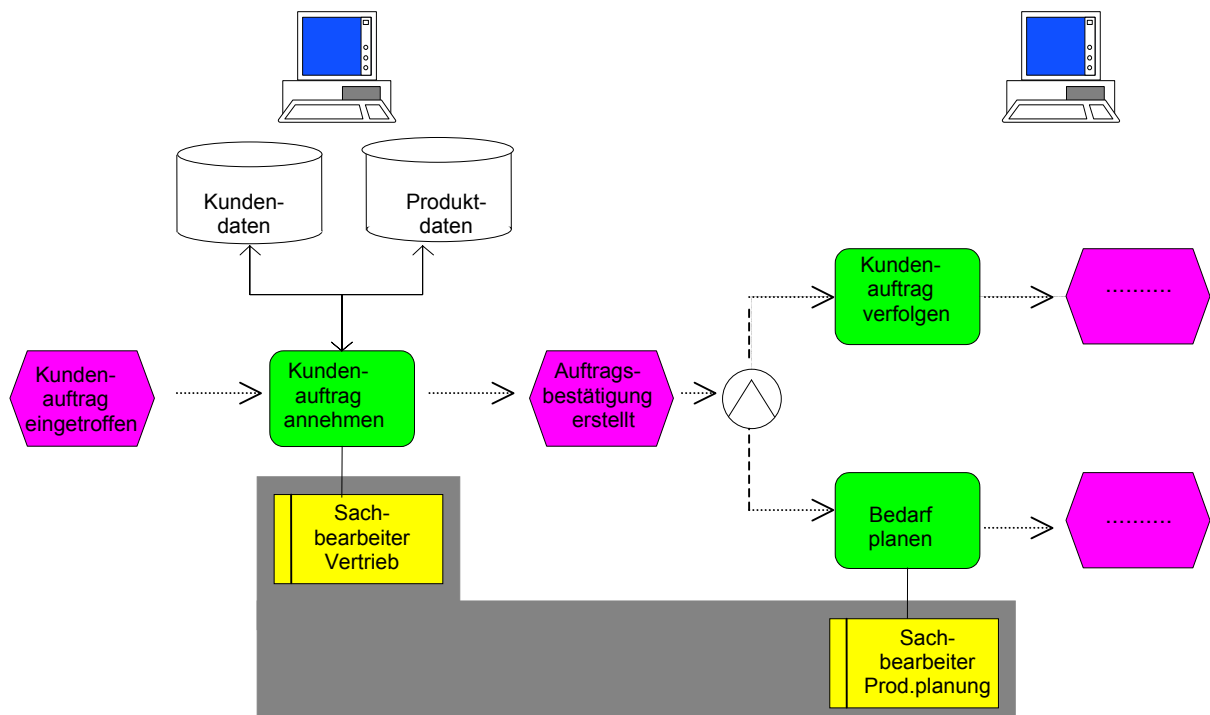 Kunden-
daten
Produkt-
daten
Kunden-
auftrag
verfolgen
..........
Kunden-
auftrag
eingetroffen
Kunden-
auftrag
annehmen
Auftrags-
bestätigung
erstellt
Sach-
bearbeiter
Vertrieb
Bedarf
planen
..........
Sach-
bearbeiter
Prod.planung